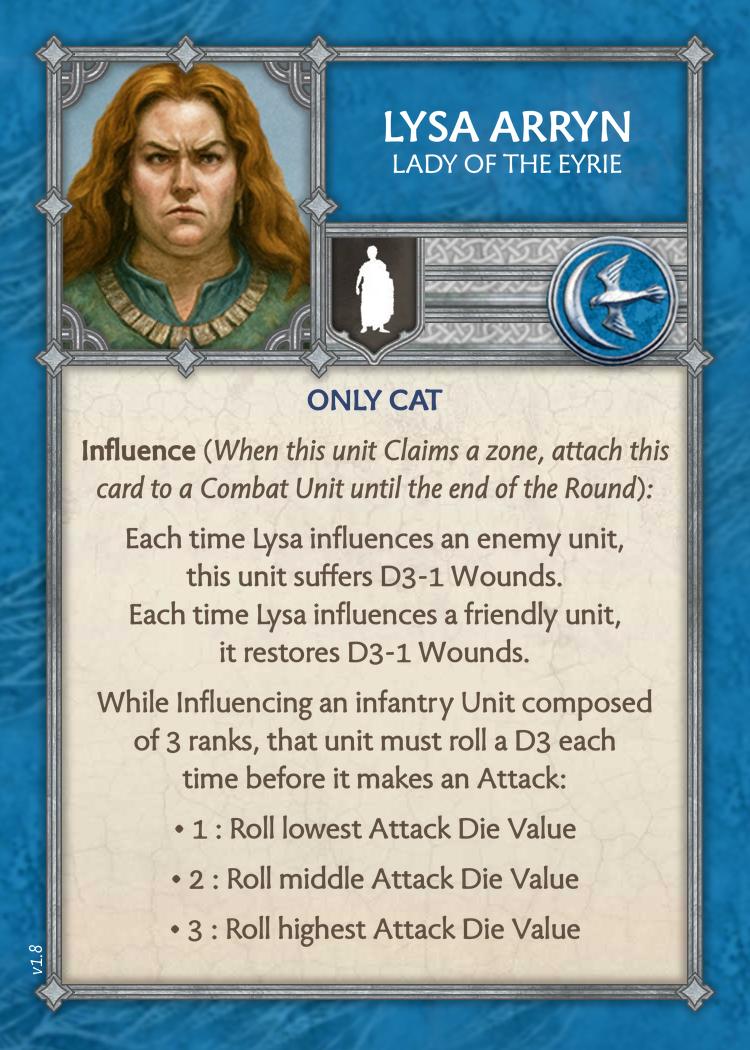 LYSA ARRYN
LADY OF THE EYRIE
ONLY CAT
Influence (When this unit Claims a zone, attach this
card to a Combat Unit until the end of the Round):
Each time Lysa influences an enemy unit,
this unit suffers D3-1 Wounds.
Each time Lysa influences a friendly unit,
it restores D3-1 Wounds.
While Influencing an infantry Unit composed
of 3 ranks, that unit must roll a D3 each
time before it makes an Attack:
• 1 : Roll lowest Attack Die Value
• 2 : Roll middle Attack Die Value
• 3 : Roll highest Attack Die Value
v1.8